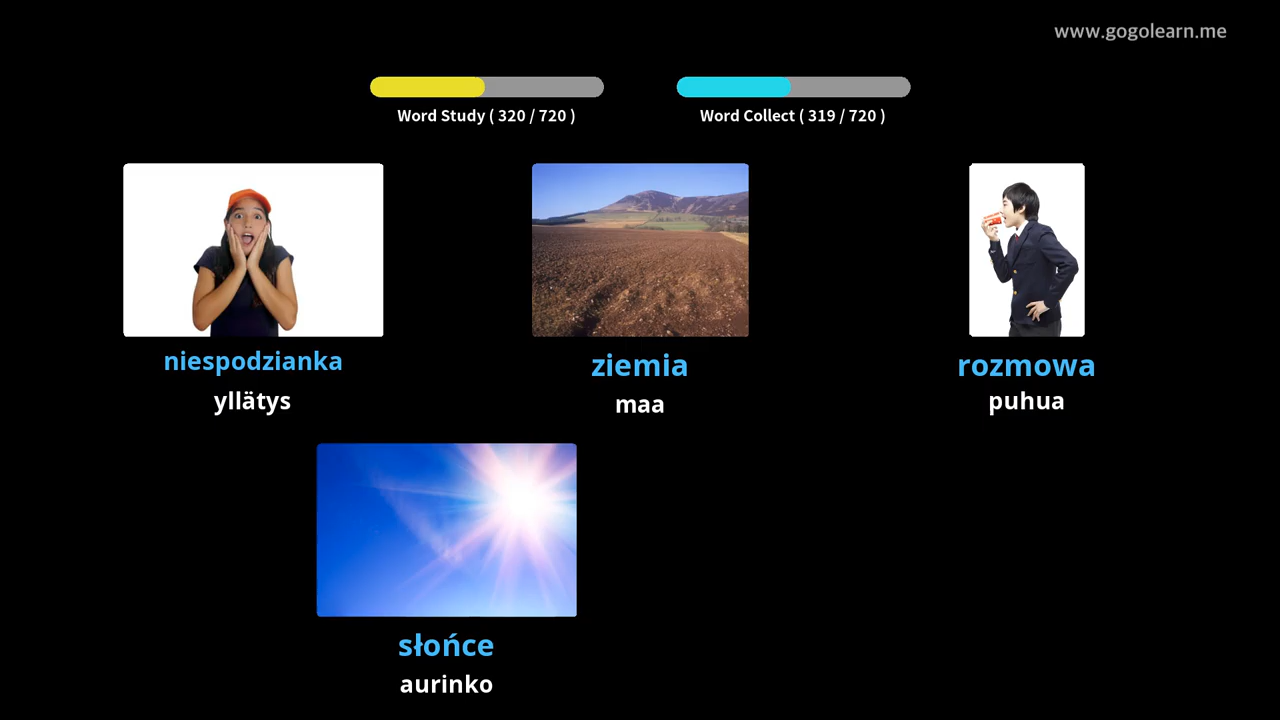 www.gogolearn.me
Word Study ( 320 / 720 )
Word Collect ( 319 / 720 )
niespodzianka
yllätys
ziemia
maa
rozmowa
puhua
słońce
aurinko